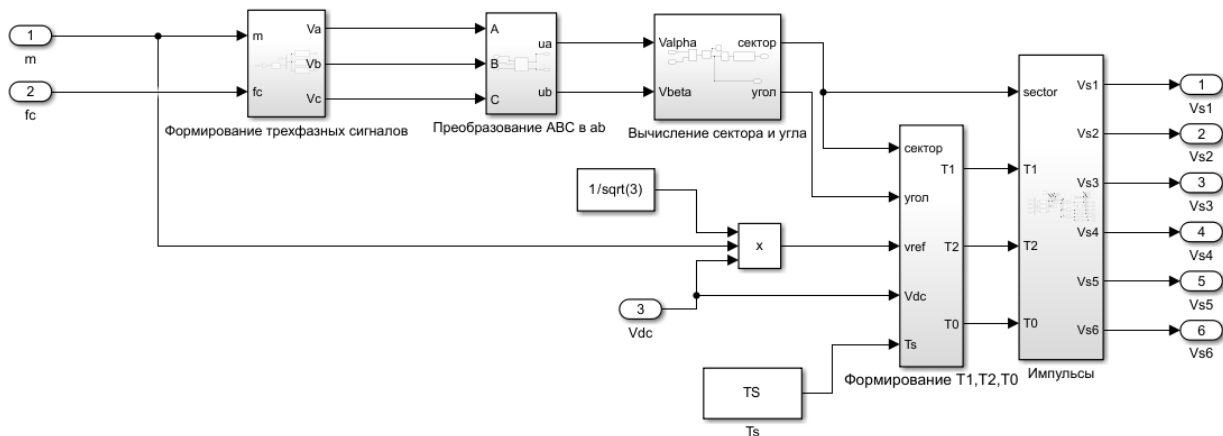 1
m
2
fc
m
fc
Va
Vb
Vc
Формирование трехфазных сигналов
A
B
C
ua
ub
Преобразование ABC в ab
Valpha
Vbeta
сектор
угол
Вычисление сектора и угла
1/sqrt(3)
x
3
Vdc
TS
Ts
сектор
угол
vref
Vdc
Ts
T1
T2
T0
Формирование T1,T2,T0
sector
T1
T2
T0
Vs1
Vs2
Vs3
Vs4
Vs5
Vs6
Импульсы
1
Vs1
2
Vs2
3
Vs3
4
Vs4
5
Vs5
6
Vs6